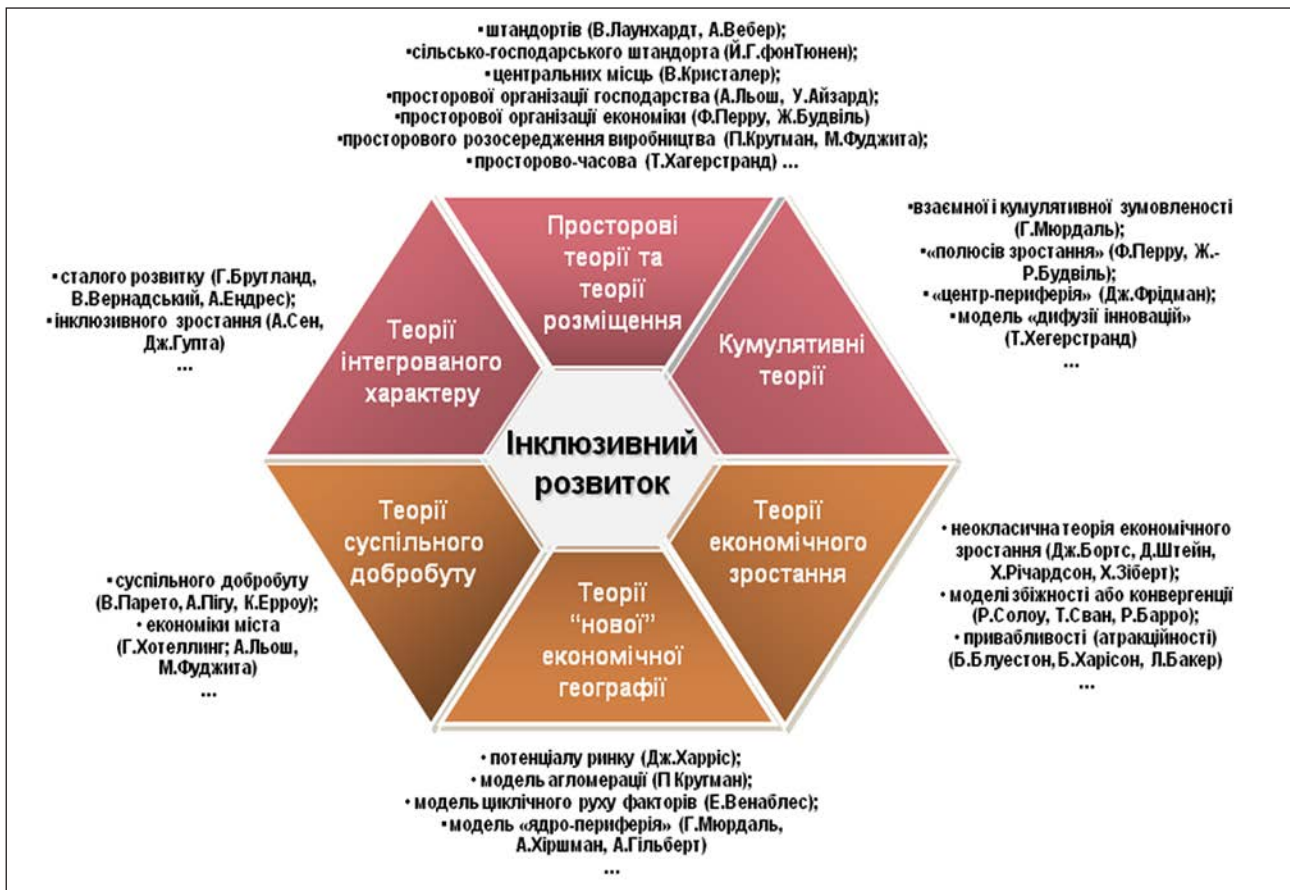 •штандортів (В.Лаунхардт, А.Вебер);
•сільсько-господарського штандорта (Й.Г.фонТюнен);
•центральних місць (В.Кристалер);
•просторової організації господарства (А.Льош, У.Айзард);
•просторової організації економіки (Ф.Перру, Ж.Будвіль)
•просторового розосередження виробництва (П.Кругман, М.Фуджита);
•просторово-часова (Т.Хагерстранд) ...
Просторові
теорії та
теорії
розміщення
•взаємної і кумулятивної зумовленості
(Г.Мюрдаль);
•«полюсів зростання» (Ф.Перру, Ж.-
Р.Будвіль);
•«центр-периферія» (Дж.Фрідман);
•модель «дифузії інновацій»
(Т.Хегерстранд)
...
Кумулятивні
теорії
•сталого розвитку (Г.Брутланд,
В.Вернадський, А.Ендрес);
•інклюзивного зростання (А.Сен,
Дж.Гупта)
...
Теорії
інтегрованого
характеру
Інклюзивний
розвиток
Теорії
суспільного
добробуту
•суспільного добробуту
(В.Парето, А.Пігу, К.Ерроу);
•економіки міста
(Г.Хотеллинг; А.Льош,
М.Фуджита)
...
Теорії
економічного
зростання
• неокласична теорія економічного
зростання (Дж.Бортс, Д.Штейн,
Х.Річардсон, Х.Зіберт);
• моделі збіжності або конвергенції
(Р.Солоу, Т.Сван, Р.Барро);
• привабливості (атракційності)
(Б.Блуестон, Б.Харісон, Л.Бакер)
...
Теорії
“нової”
економічної
географії
• потенціалу ринку (Дж.Харріс);
• модель агломерації (П Кругман);
• модель циклічного руху факторів (Е.Венаблес);
•модель «ядро-периферія» (Г.Мюрдаль,
А.Хіршман, А.Гільберт)
...